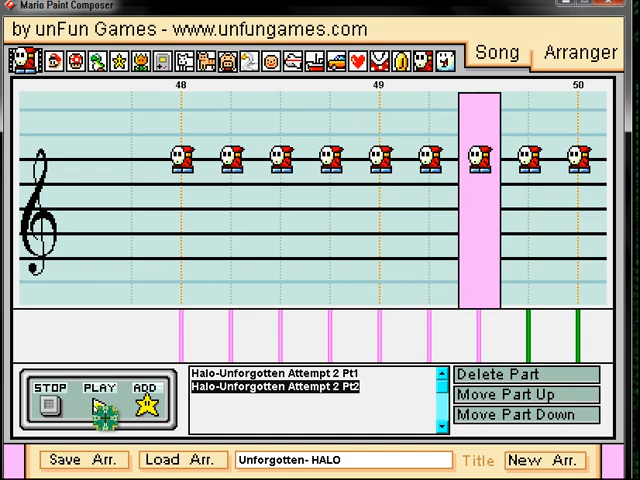 Mario Paint Composer
by unFun Games - www.unfungames.com
Song Arranger
48 49 50
STOP PLAY ADD
Halo-Unforgotten Attempt 2 Pt1
Halo-Unforgotten Attempt 2 Pt2
Delete Part
Move Part Up
Move Part Down
Save Arr. Load Arr. Unforgotten- HALO Title New Arr.